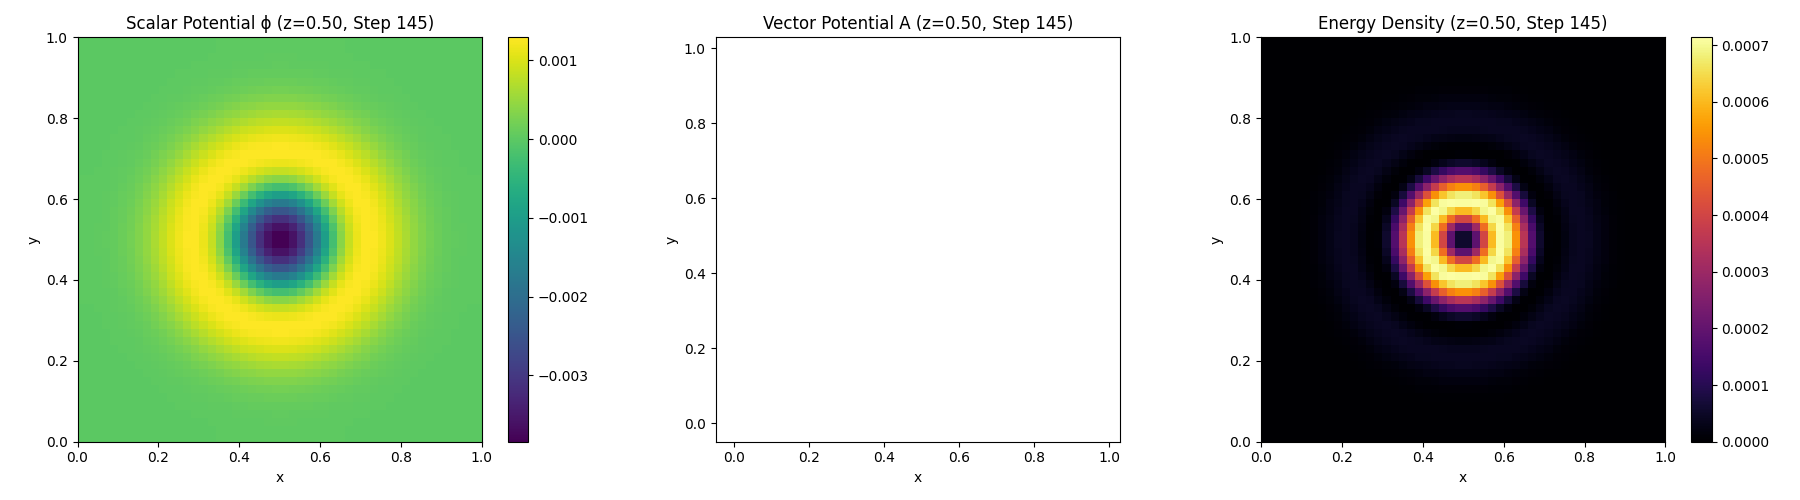 Scalar Potential ϕ (z=0.50, Step 145)
1.0
0.8
0.6
0.4
0.2
0.0
y
0.0 0.2 0.4 0.6 0.8 1.0
x
0.001
0.000
−0.001
−0.002
−0.003
Vector Potential A (z=0.50, Step 145)
1.0
0.8
0.6
0.4
0.2
0.0
y
0.0 0.2 0.4 0.6 0.8 1.0
x
Energy Density (z=0.50, Step 145)
1.0
0.8
0.6
0.4
0.2
0.0
y
0.0 0.2 0.4 0.6 0.8 1.0
x
0.0007
0.0006
0.0005
0.0004
0.0003
0.0002
0.0001
0.0000